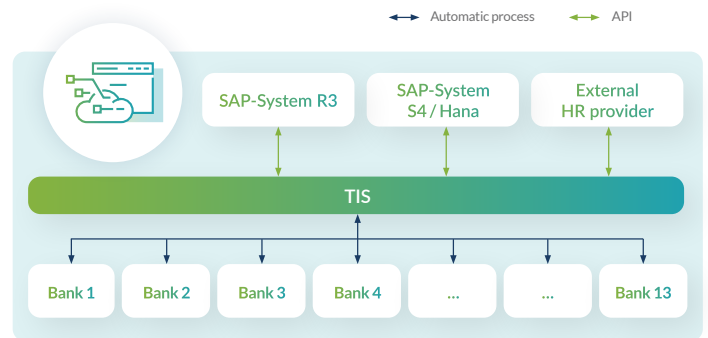 Automatic process
API
SAP-System R3
SAP-System
S4 / Hana
External
HR provider
TIS
Bank 1
Bank 2
Bank 3
Bank 4
...
...
Bank 13